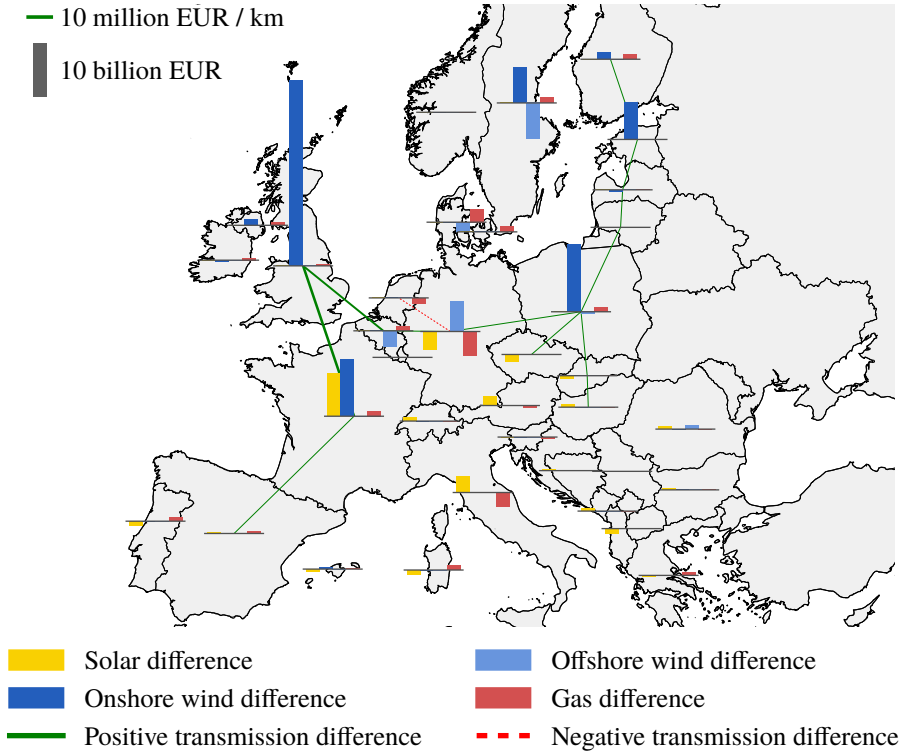 10 million EUR / km
10 billion EUR
Solar difference
Offshore wind difference
Onshore wind difference
Gas difference
Positive transmission difference
Negative transmission difference